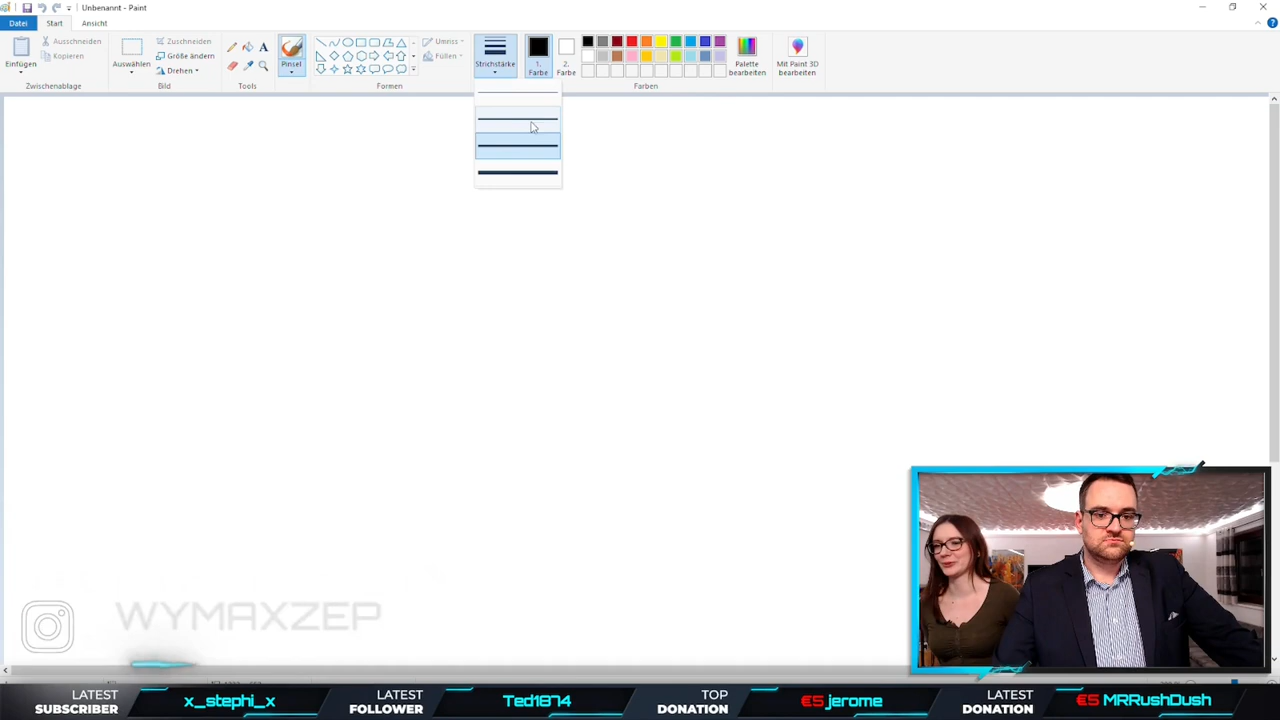 Unbenannt - Paint
Datei Start Ansicht
Einfügen
Ausschneiden
Kopieren
Zwischenablage
Auswählen
Zuschneiden
Größe ändern
Drehen
Bild
A
Tools
Pinsel
Umriss
Füllen
Formen
Strichstärke
1.
Farbe
2.
Farbe
Palette
bearbeiten
Farben
Mit Paint 3D
bearbeiten
WYMAXZEP
LATEST
SUBSCRIBER
x_stephi_x
LATEST
FOLLOWER
Ted1874
TOP
DONATION
€5 jerome
LATEST
DONATION
€5 MRRushDush